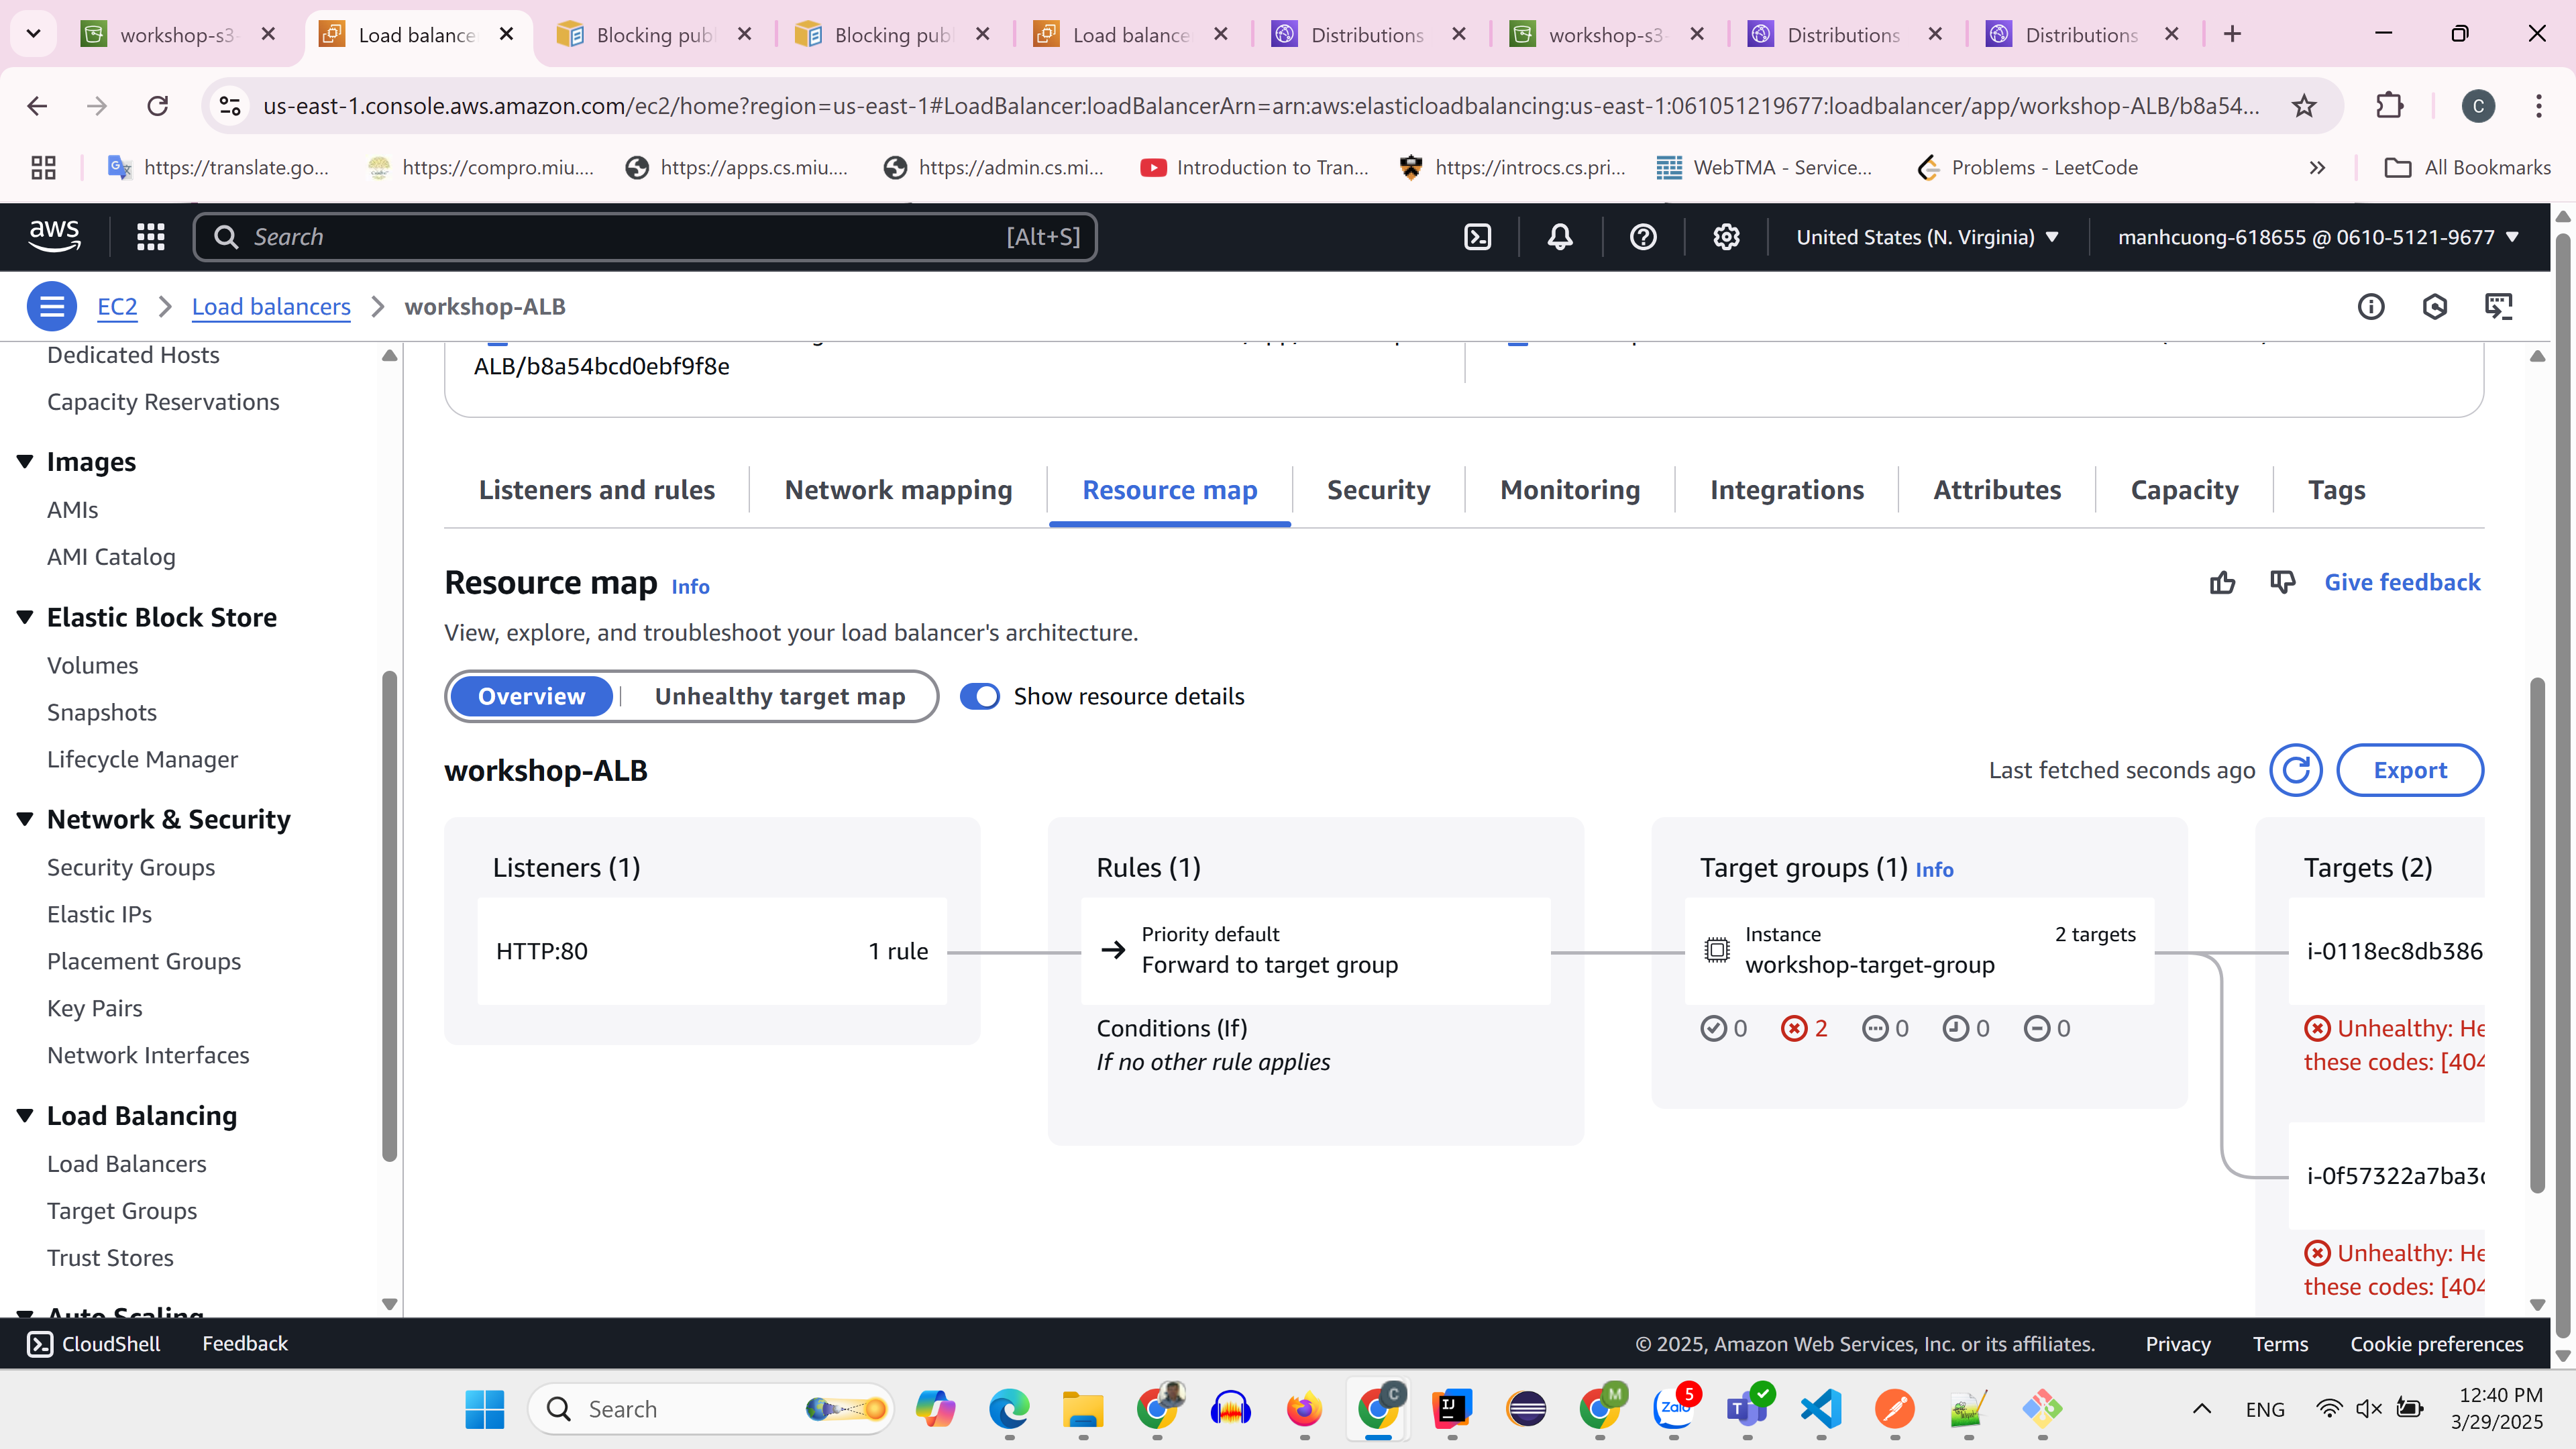 workshop-s3-
Load balance
Blocking publ
Blocking publ
Load balance
Distributions
workshop-s3-
Distributions
Distributions
us-east-1.console.aws.amazon.com/ec2/home?region=us-east-1#LoadBalancer:loadBalancerArn=arn:aws:elasticloadbalancing:us-east-1:061051219677:loadbalancer/app/workshop-ALB/b8a54...
C
https://translate.go...
https://compro.miu....
https://apps.cs.miu....
https://admin.cs.mi...
Introduction to Tran...
https://introcs.cs.pri...
WebTMA - Service...
Problems - LeetCode
All Bookmarks
aws
Search
[Alt+S]
United States (N. Virginia)
manhcuong-618655 @ 0610-5121-9677
EC2
Load balancers
workshop-ALB
Dedicated Hosts
Capacity Reservations
Images
AMIs
AMI Catalog
Elastic Block Store
Volumes
Snapshots
Lifecycle Manager
Network & Security
Security Groups
Elastic IPs
Placement Groups
Key Pairs
Network Interfaces
Load Balancing
Load Balancers
Target Groups
Trust Stores
Auto Scaling
ALB/b8a54bcd0ebf9f8e
Listeners and rules
Network mapping
Resource map
Security
Monitoring
Integrations
Attributes
Capacity
Tags
Resource map Info
Give feedback
View, explore, and troubleshoot your load balancer's architecture.
Overview
Unhealthy target map
Show resource details
workshop-ALB
Last fetched seconds ago
Export
Listeners (1)
HTTP:80
1 rule
Rules (1)
Priority default
Forward to target group
Conditions (If)
If no other rule applies
Target groups (1) Info
Instance
2 targets
workshop-target-group
0 2 0 0 0
Targets (2)
i-0118ec8db386
Unhealthy: He
these codes: [404
i-0f57322a7ba3c
Unhealthy: He
these codes: [404
CloudShell
Feedback
© 2025, Amazon Web Services, Inc. or its affiliates.
Privacy
Terms
Cookie preferences
Search
C
IJ
M
Zalo
5
T
ENG
12:40 PM
3/29/2025